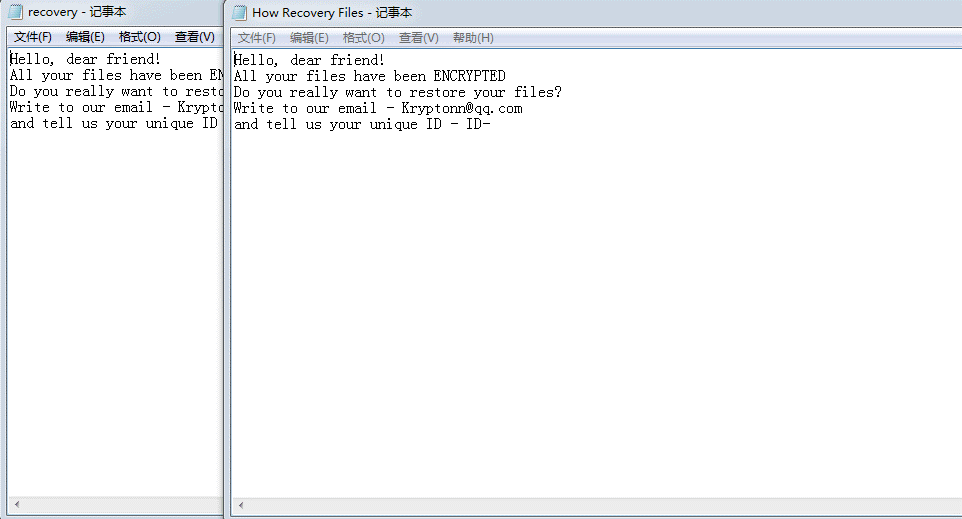 recovery - 记事本
文件(F) 编辑(E) 格式(O) 查看(V)
Hello, dear friend!
All your files have been EN
Do you really want to resto
Write to our email - Krypto
and tell us your unique ID
How Recovery Files - 记事本
文件(F) 编辑(E) 格式(O) 查看(V) 帮助(H)
Hello, dear friend!
All your files have been ENCRYPTED
Do you really want to restore your files?
Write to our email - Kryptonn@qq.com
and tell us your unique ID - ID-